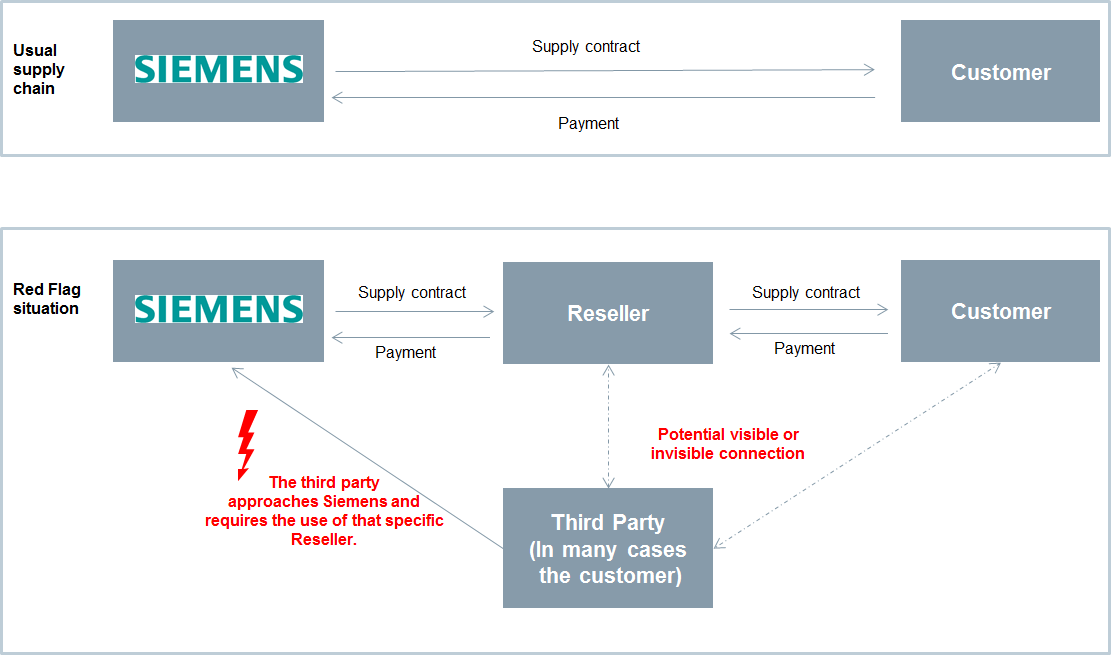 Usual
supply
chain
SIEMENS
Supply contract
Payment
Customer
Red Flag
situation
SIEMENS
Supply contract
Payment
Reseller
Supply contract
Payment
Customer
Potential visible or
invisible connection
The third party
approaches Siemens and
requires the use of that specific
Reseller.
Third Party
(In many cases
the customer)